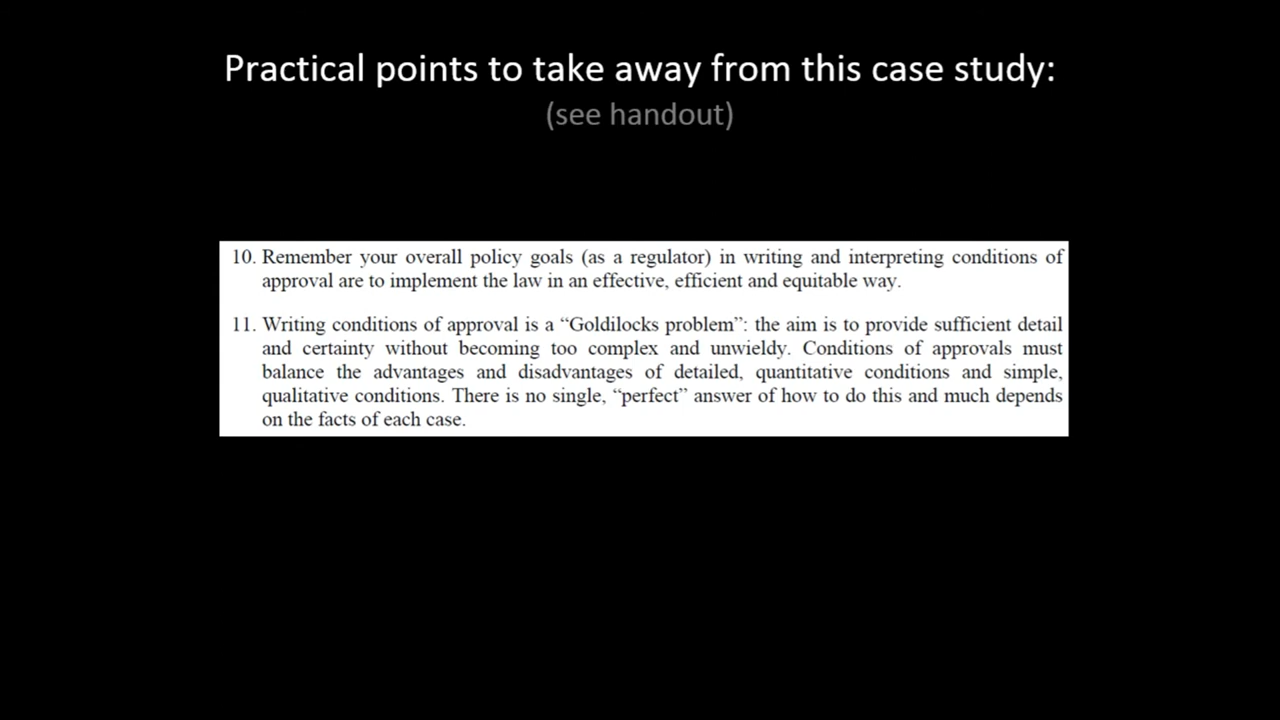 Practical points to take away from this case study:
(see handout)
10. Remember your overall policy goals (as a regulator) in writing and interpreting conditions of
approval are to implement the law in an effective, efficient and equitable way.
11. Writing conditions of approval is a “Goldilocks problem”: the aim is to provide sufficient detail
and certainty without becoming too complex and unwieldy. Conditions of approvals must
balance the advantages and disadvantages of detailed, quantitative conditions and simple,
qualitative conditions. There is no single, “perfect” answer of how to do this and much depends
on the facts of each case.